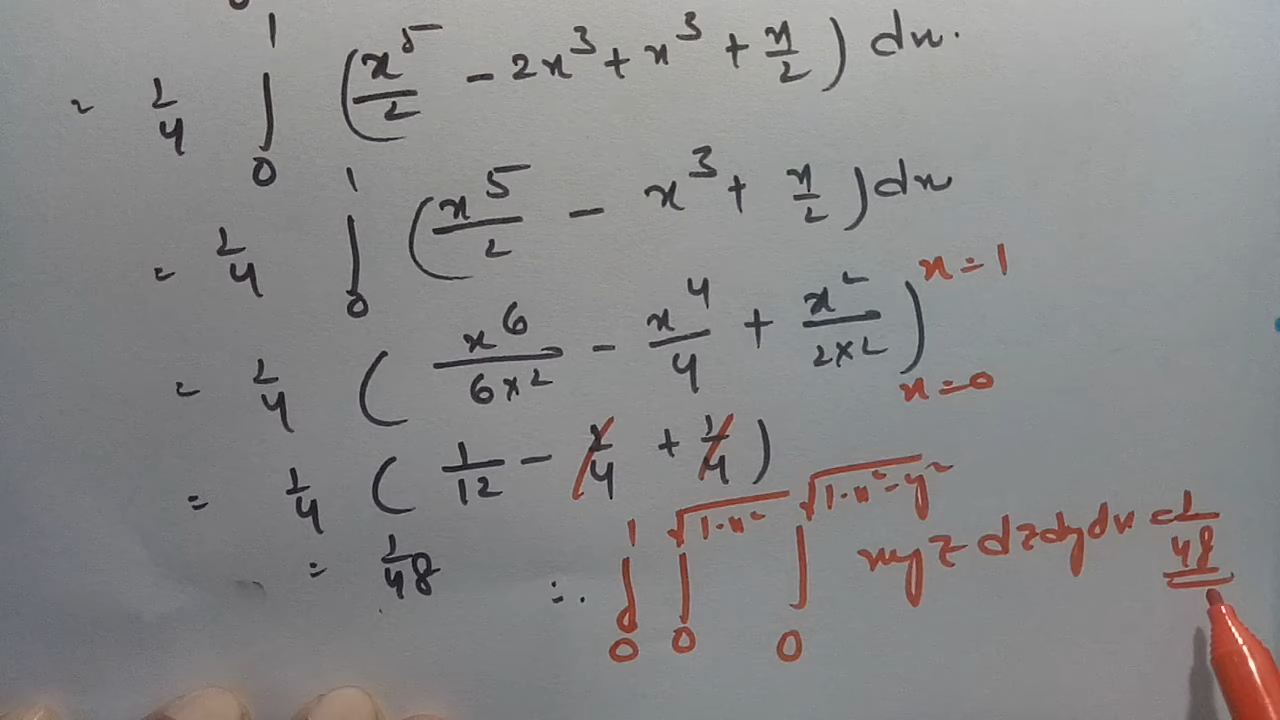 = 1/4 ∫₀¹ (x⁵/2 - 2x³ + x³ + x/2) dx.
= 1/4 ∫₀¹ (x⁵/2 - x³ + x/2) dx
= 1/4 (x⁶/6×2 - x⁴/4 + x²/2×2) x=1 x=0
= 1/4 (1/12 - 1/4 + 1/4)
= 1/48 ∴ ∫₀¹ ∫₀^√(1-x²) ∫₀^√(1-x²-y²) xyz dz dy dx = 1/48